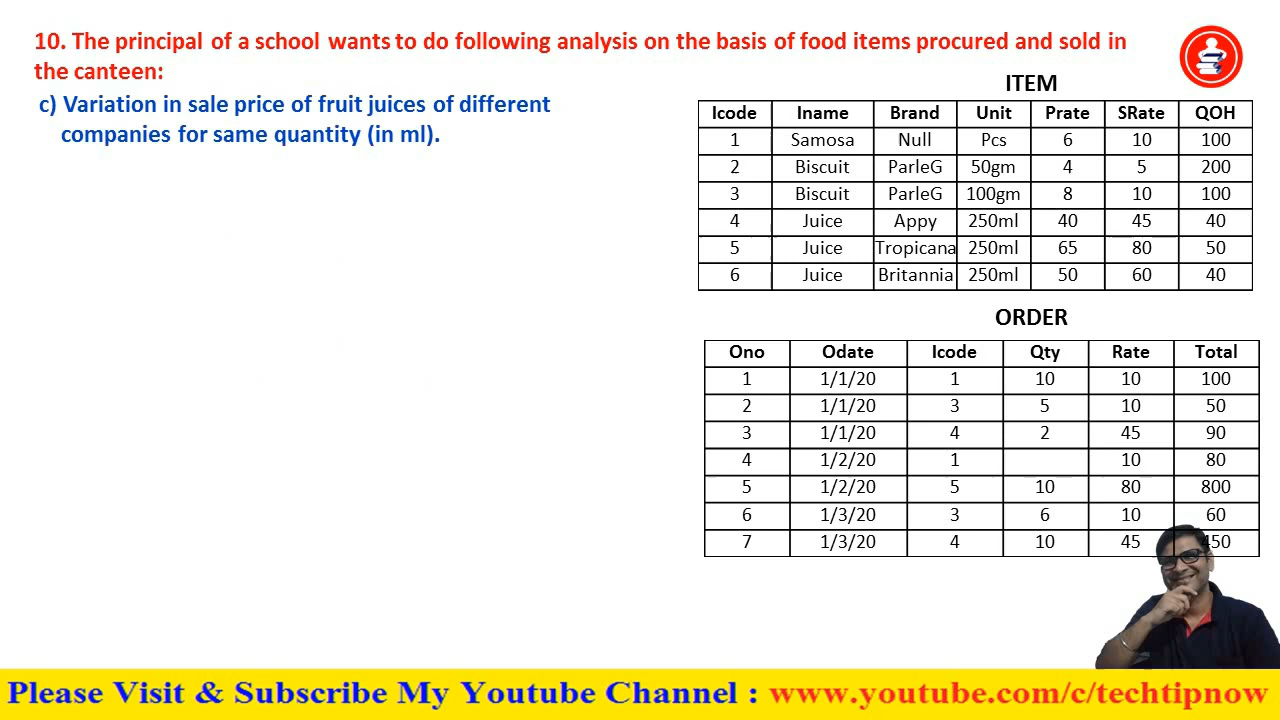 10. The principal of a school wants to do following analysis on the basis of food items procured and sold in
the canteen:
c) Variation in sale price of fruit juices of different
companies for same quantity (in ml).
ITEM
Icode Iname Brand Unit Prate SRate QOH
1 Samosa Null Pcs 6 10 100
2 Biscuit ParleG 50gm 4 5 200
3 Biscuit ParleG 100gm 8 10 100
4 Juice Appy 250ml 40 45 40
5 Juice Tropicana 250ml 65 80 50
6 Juice Britannia 250ml 50 60 40
ORDER
Ono Odate Icode Qty Rate Total
1 1/1/20 1 10 10 100
2 1/1/20 3 5 10 50
3 1/1/20 4 2 45 90
4 1/2/20 1 10 80
5 1/2/20 5 10 80 800
6 1/3/20 3 6 10 60
7 1/3/20 4 10 45 450
Please Visit & Subscribe My Youtube Channel : www.youtube.com/c/techtipnow